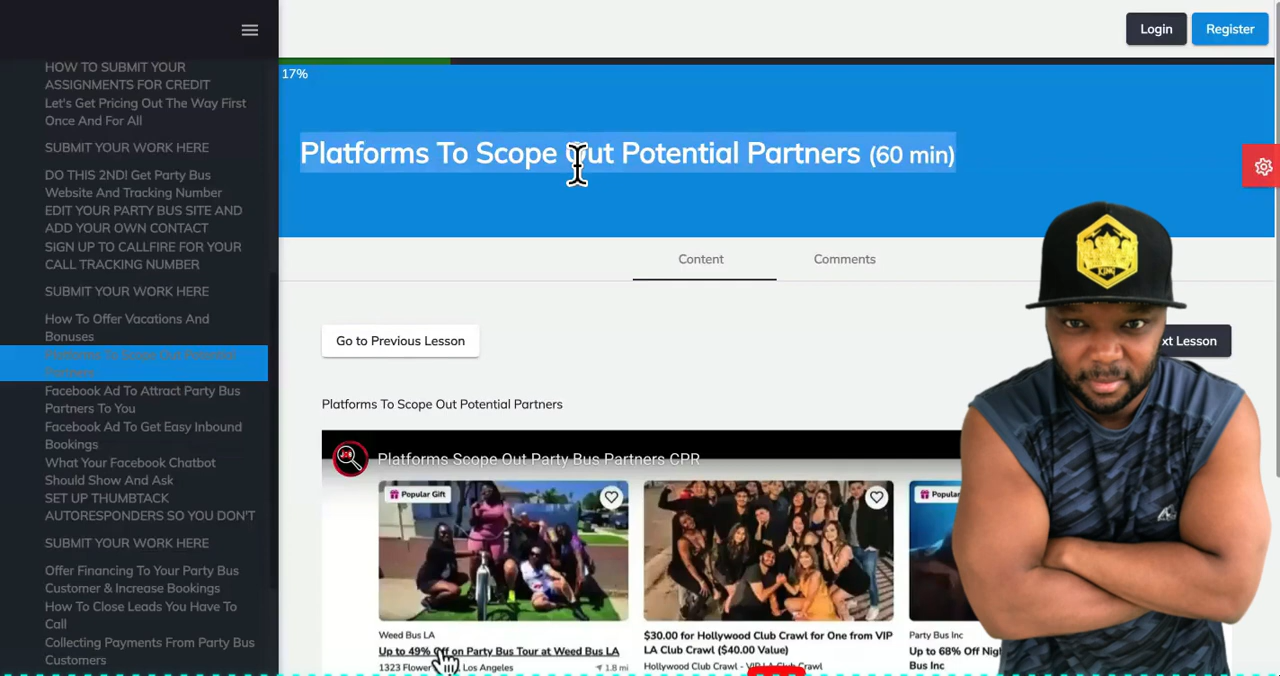 Login
Register
HOW TO SUBMIT YOUR
ASSIGNMENTS FOR CREDIT
Let's Get Pricing Out The Way First
Once And For All
SUBMIT YOUR WORK HERE
DO THIS 2ND! Get Party Bus
Website And Tracking Number
EDIT YOUR PARTY BUS SITE AND
ADD YOUR OWN CONTACT
SIGN UP TO CALLFIRE FOR YOUR
CALL TRACKING NUMBER
SUBMIT YOUR WORK HERE
How To Offer Vacations And
Bonuses
Platforms To Scope Out Potential
Partners
Facebook Ad To Attract Party Bus
Partners To You
Facebook Ad To Get Easy Inbound
Bookings
What Your Facebook Chatbot
Should Show And Ask
SET UP THUMBTACK
AUTORESPONDERS SO YOU DON'T
SUBMIT YOUR WORK HERE
Offer Financing To Your Party Bus
Customer & Increase Bookings
How To Close Leads You Have To
Call
Collecting Payments From Party Bus
Customers
17%
Platforms To Scope Out Potential Partners (60 min)
Content
Comments
Go to Previous Lesson
Lesson
Platforms To Scope Out Potential Partners
Platforms Scope Out Party Bus Partners CPR
Popular Gift
Weed Bus LA
Up to 49% Off on Party Bus Tour at Weed Bus LA
1323 Flower Los Angeles
1.8 mi
$30.00 for Hollywood Club Crawl for One from VIP
LA Club Crawl ($40.00 Value)
Hollywood Club Crawl - VIP LA Club Crawl
Party Bus Inc
Up to 68% Off
Bus Inc